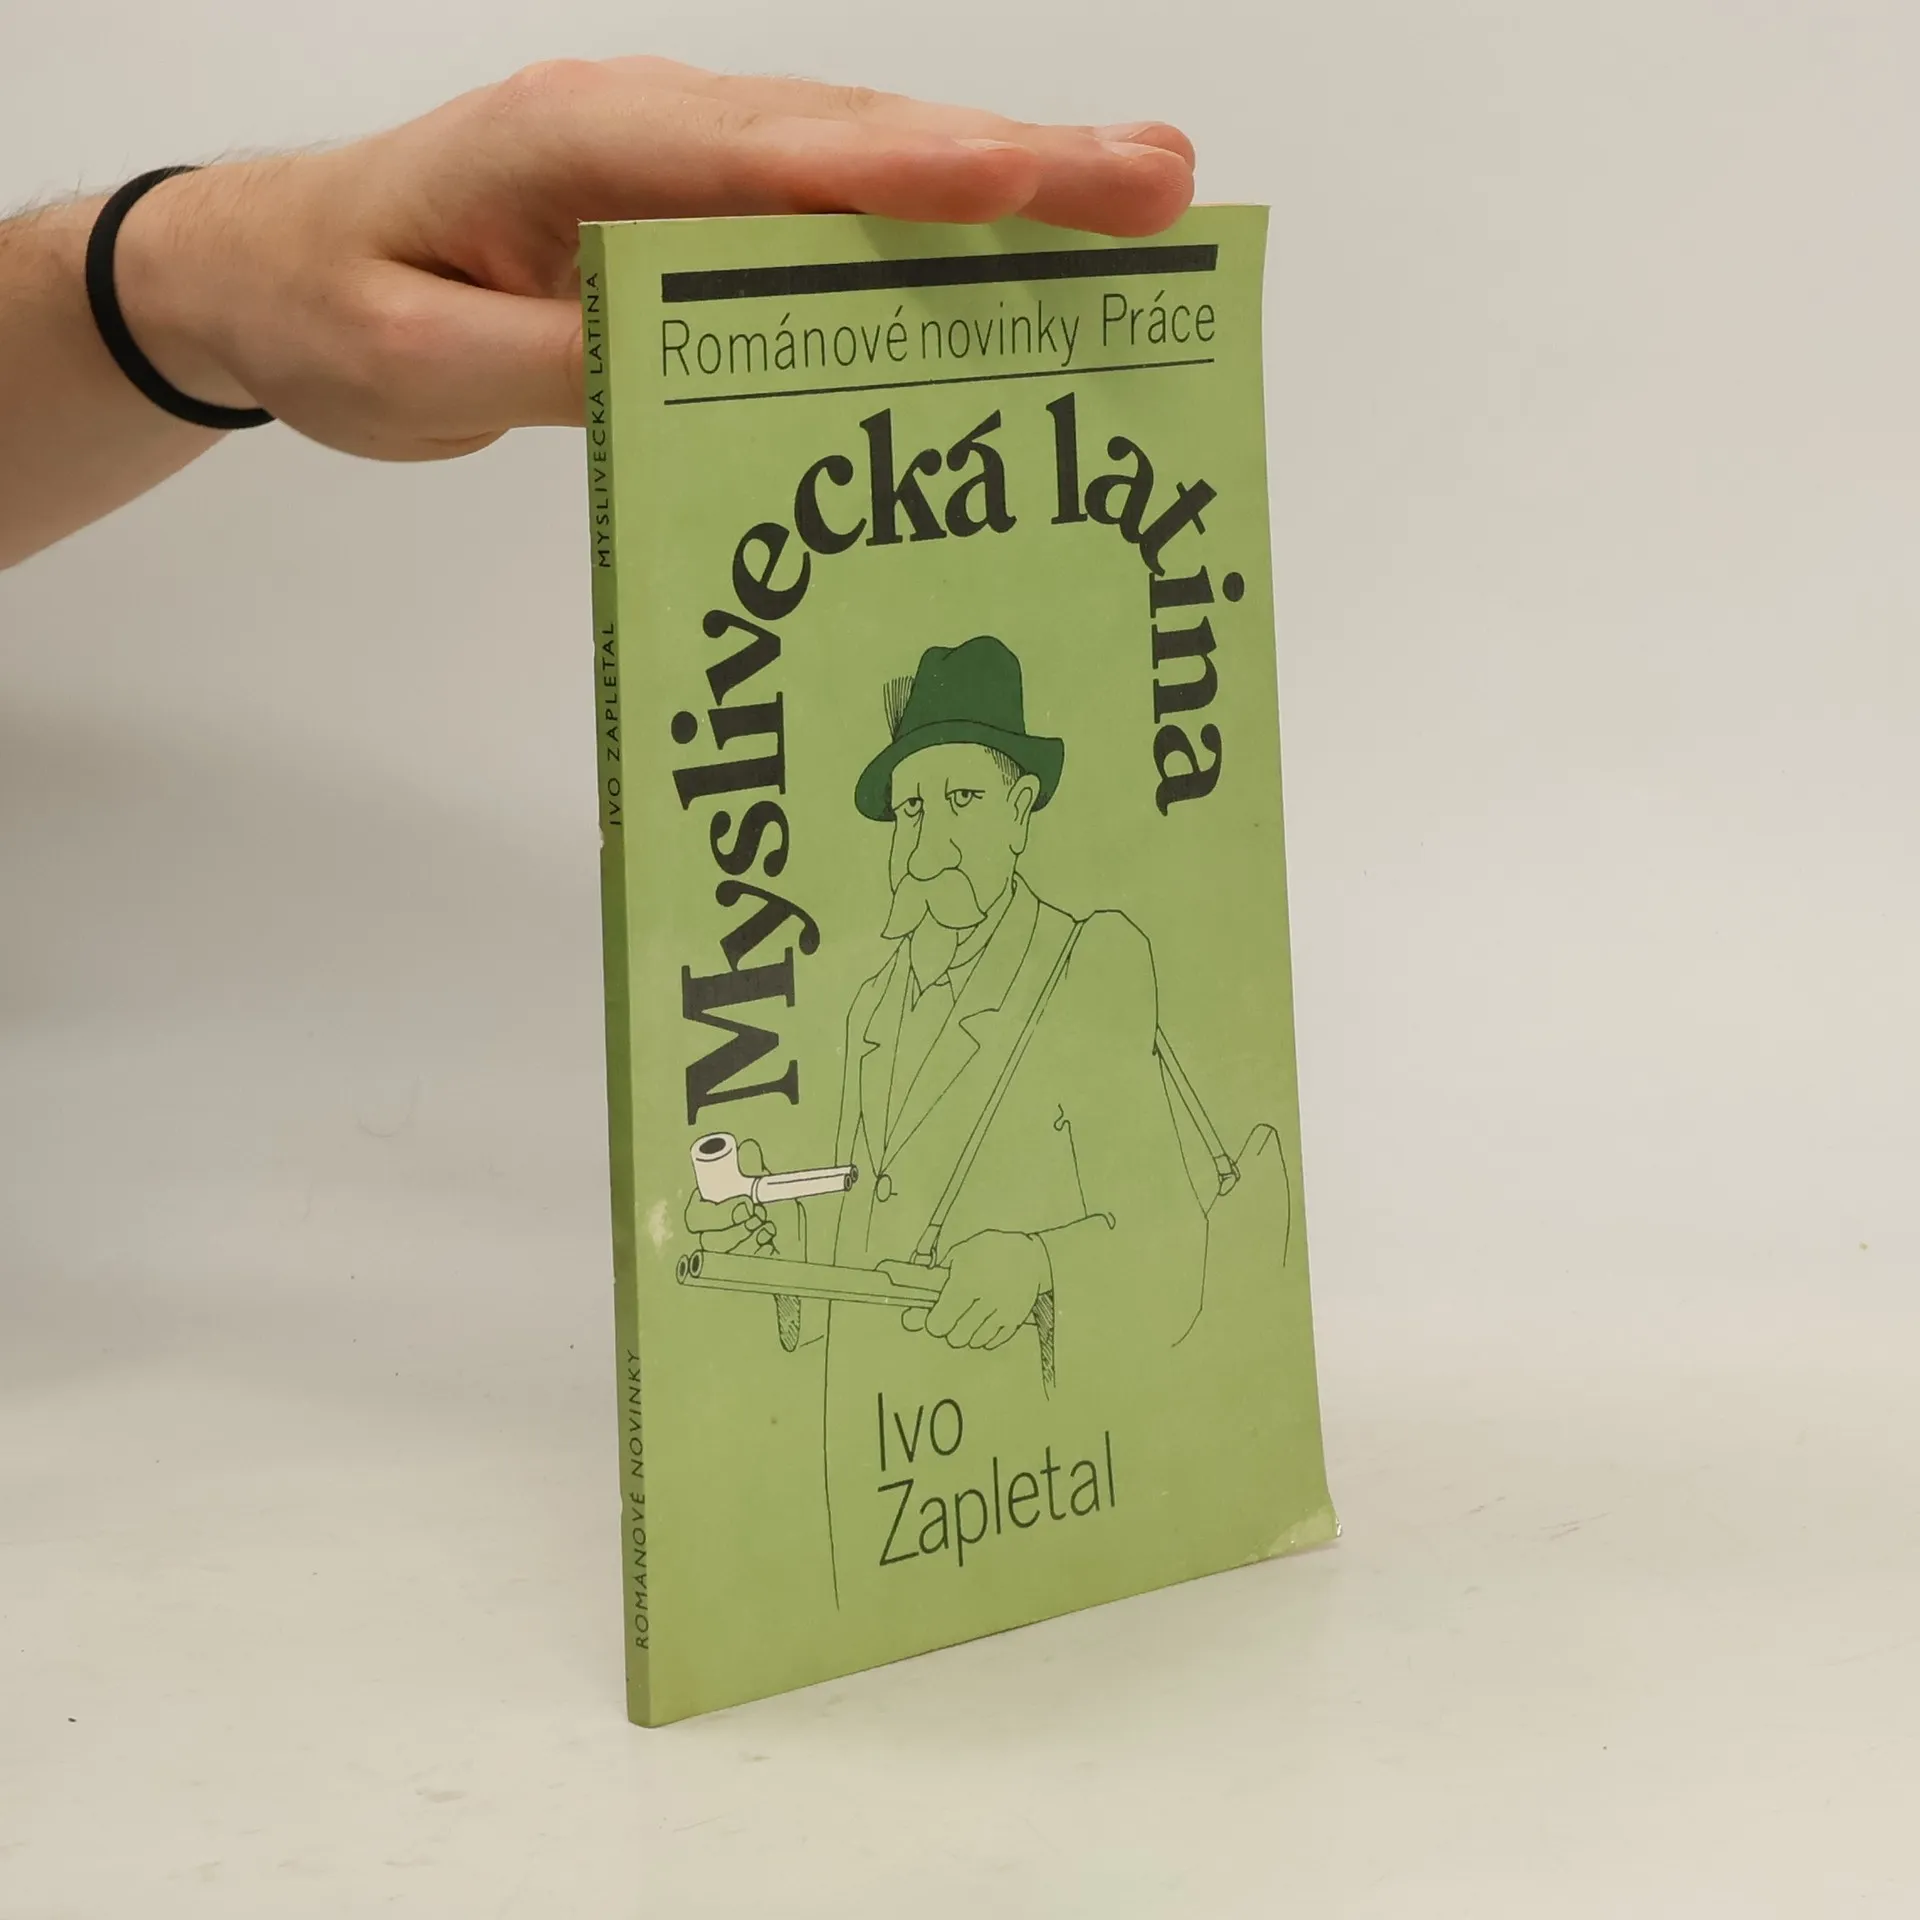 Románové novinky Práce
Myslivecká latina
Ivo
Zapletal
ROMÁNOVÉ NOVINKY IVO ZAPLETAL MYSLIVECKÁ LATINA